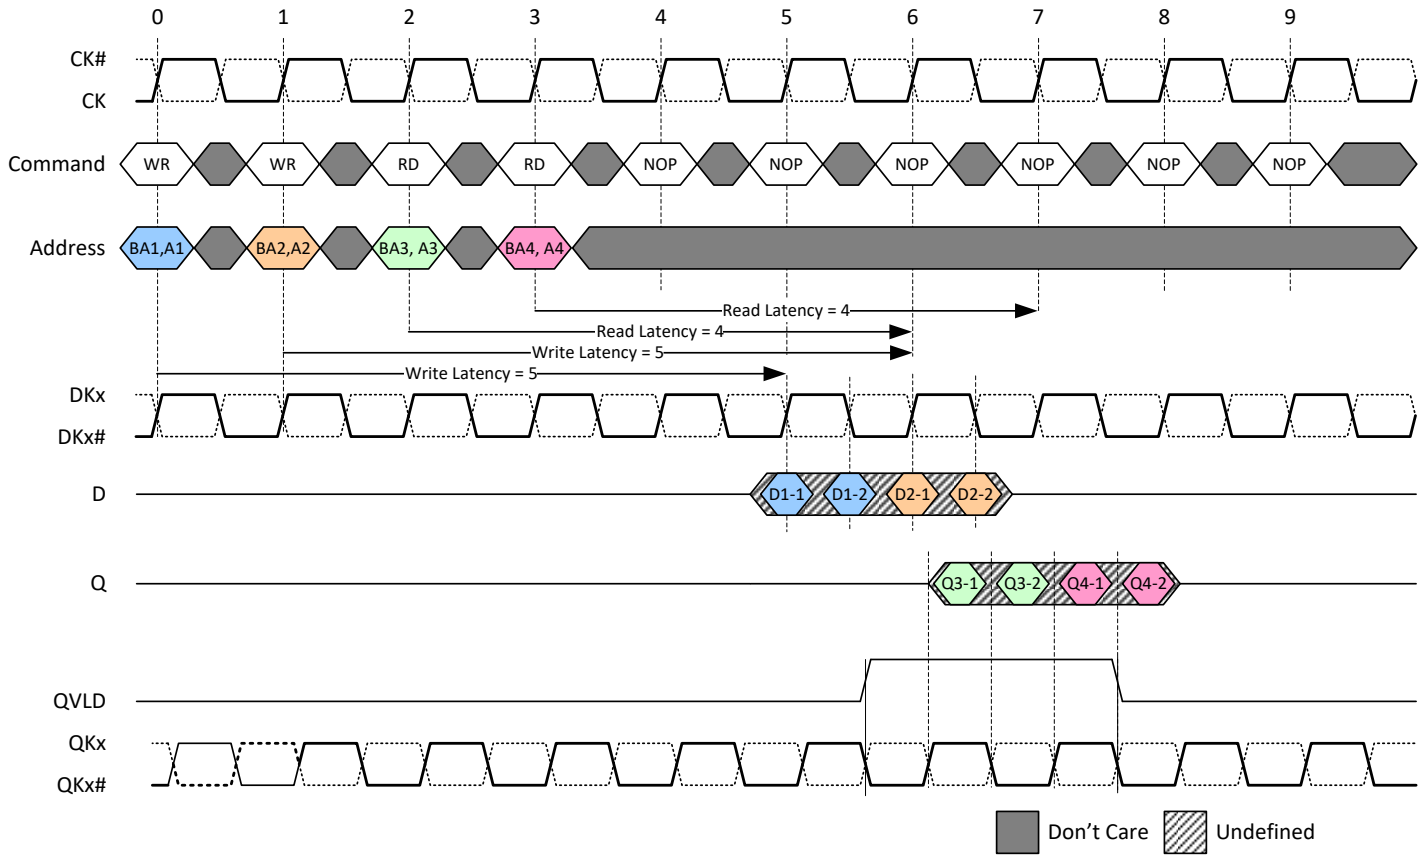 0 1 2 3 4 5 6 7 8 9
CK#
CK
Command WR WR RD RD NOP NOP NOP NOP NOP NOP
Address BA1,A1 BA2,A2 BA3, A3 BA4, A4
Read Latency = 4
Read Latency = 4
Write Latency = 5
Write Latency = 5
DKx
DKx#
D D1-1 D1-2 D2-1 D2-2
Q Q3-1 Q3-2 Q4-1 Q4-2
QVLD
QKx
QKx#
Don't Care Undefined